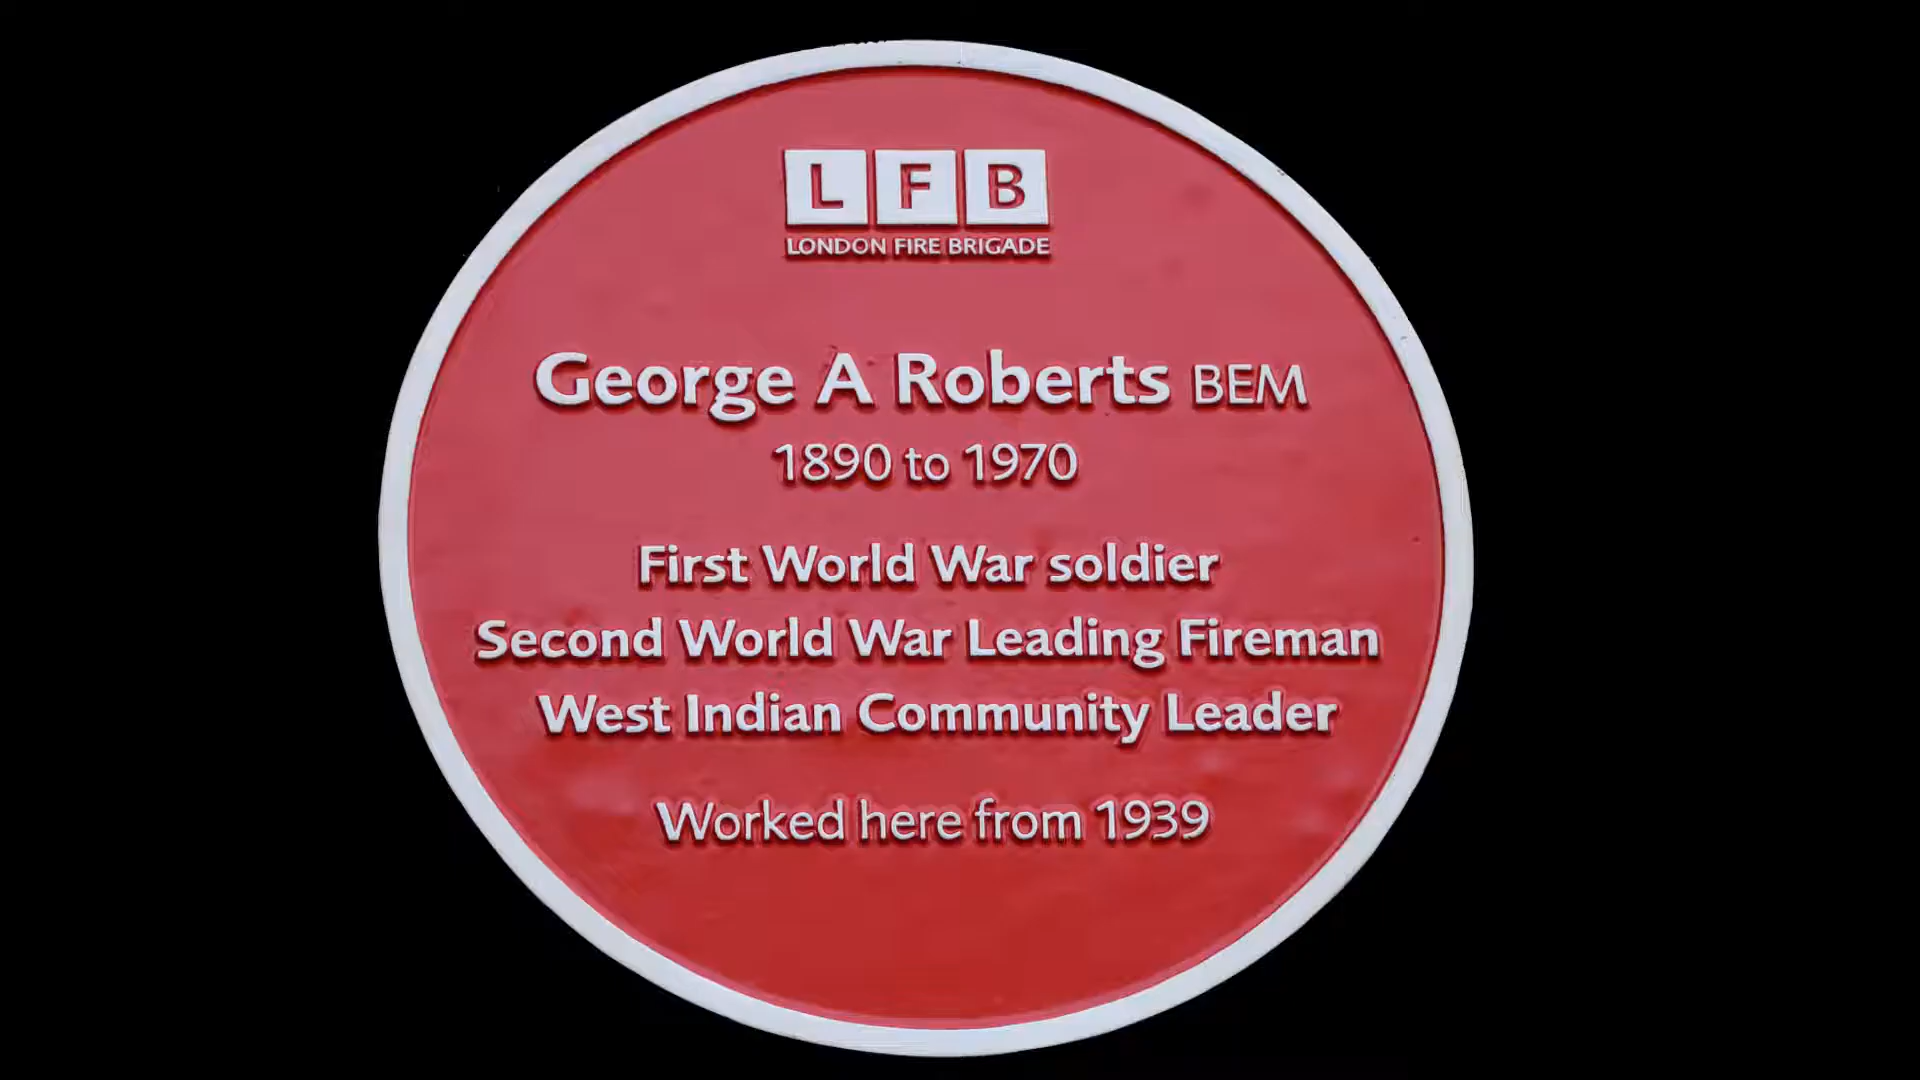 LFB
LONDON FIRE BRIGADE
George A Roberts BEM
1890 to 1970
First World War soldier
Second World War Leading Fireman
West Indian Community Leader
Worked here from 1939